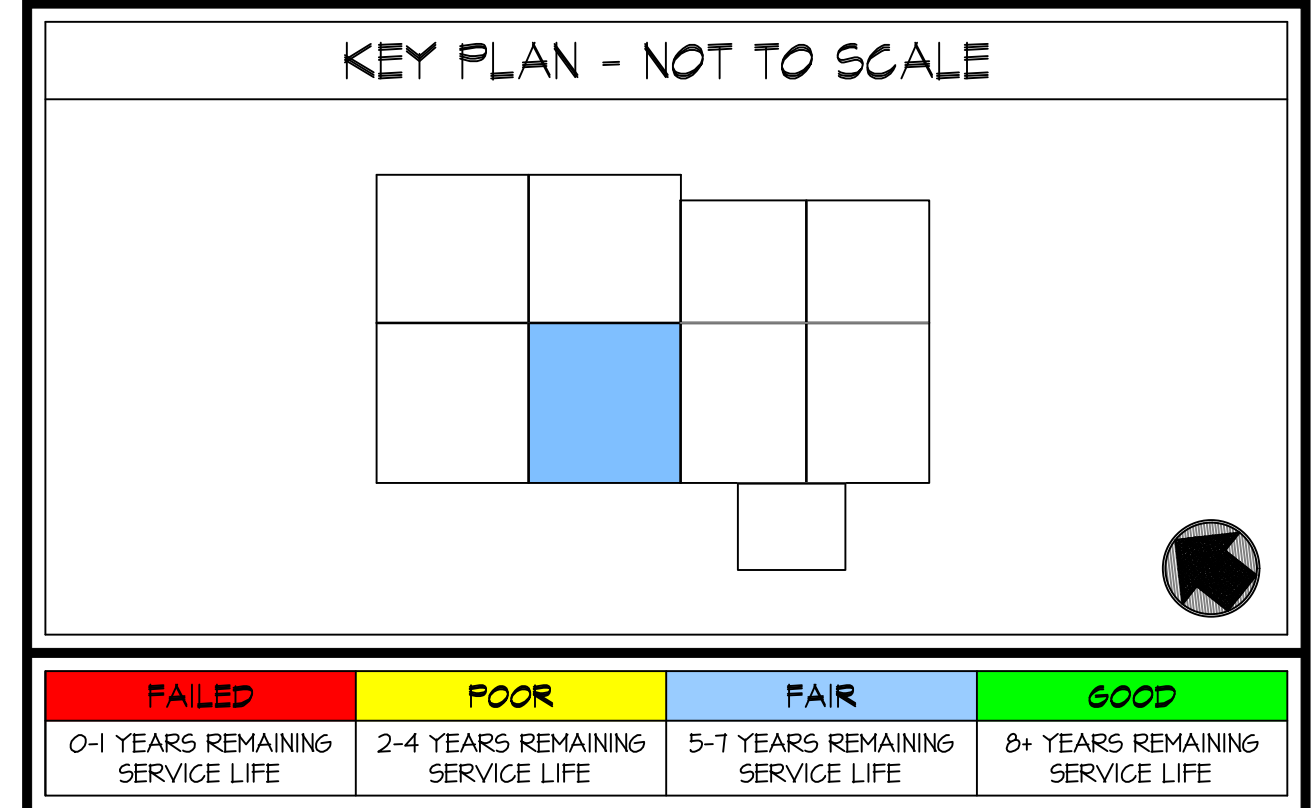 KEY PLAN - NOT TO SCALE
FAILED
POOR
FAIR
GOOD
0-1 YEARS REMAINING
SERVICE LIFE
2-4 YEARS REMAINING
SERVICE LIFE
5-7 YEARS REMAINING
SERVICE LIFE
8+ YEARS REMAINING
SERVICE LIFE